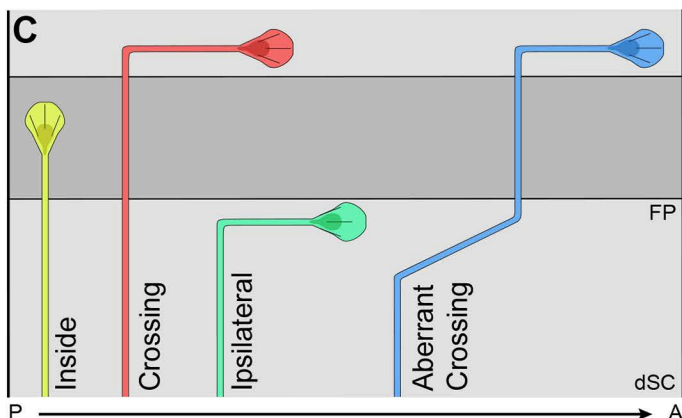 C
FP
Inside
Crossing
Ipsilateral
Aberrant
Crossing
dSC
P
A